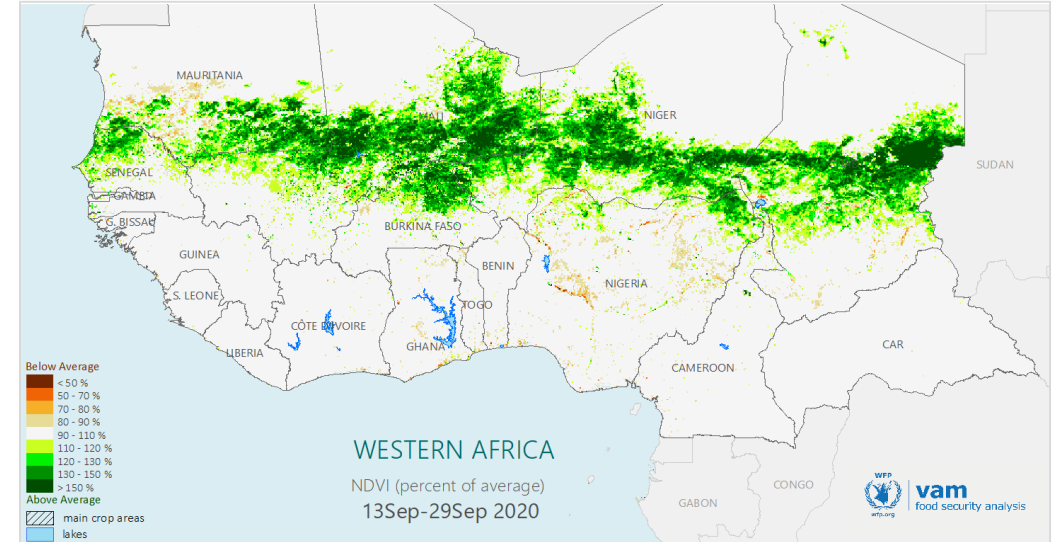 MAURITANIA
MALI
NIGER
SUDAN
SENEGAL
GAMBIA
G. BISSAU
BURKINA FASO
GUINEA
BENIN
NIGERIA
S. LEONE
TOGO
CÔTE D'IVOIRE
GHANA
LIBERIA
CAR
CAMEROON
Below Average
< 50 %
50 - 70 %
70 - 80 %
80 - 90 %
90 - 110 %
110 - 120 %
120 - 130 %
130 - 150 %
> 150 %
Above Average
main crop areas
lakes
WESTERN AFRICA
NDVI (percent of average)
13Sep-29Sep 2020
GABON
CONGO
WFP
wfp.org
vam
food security analysis